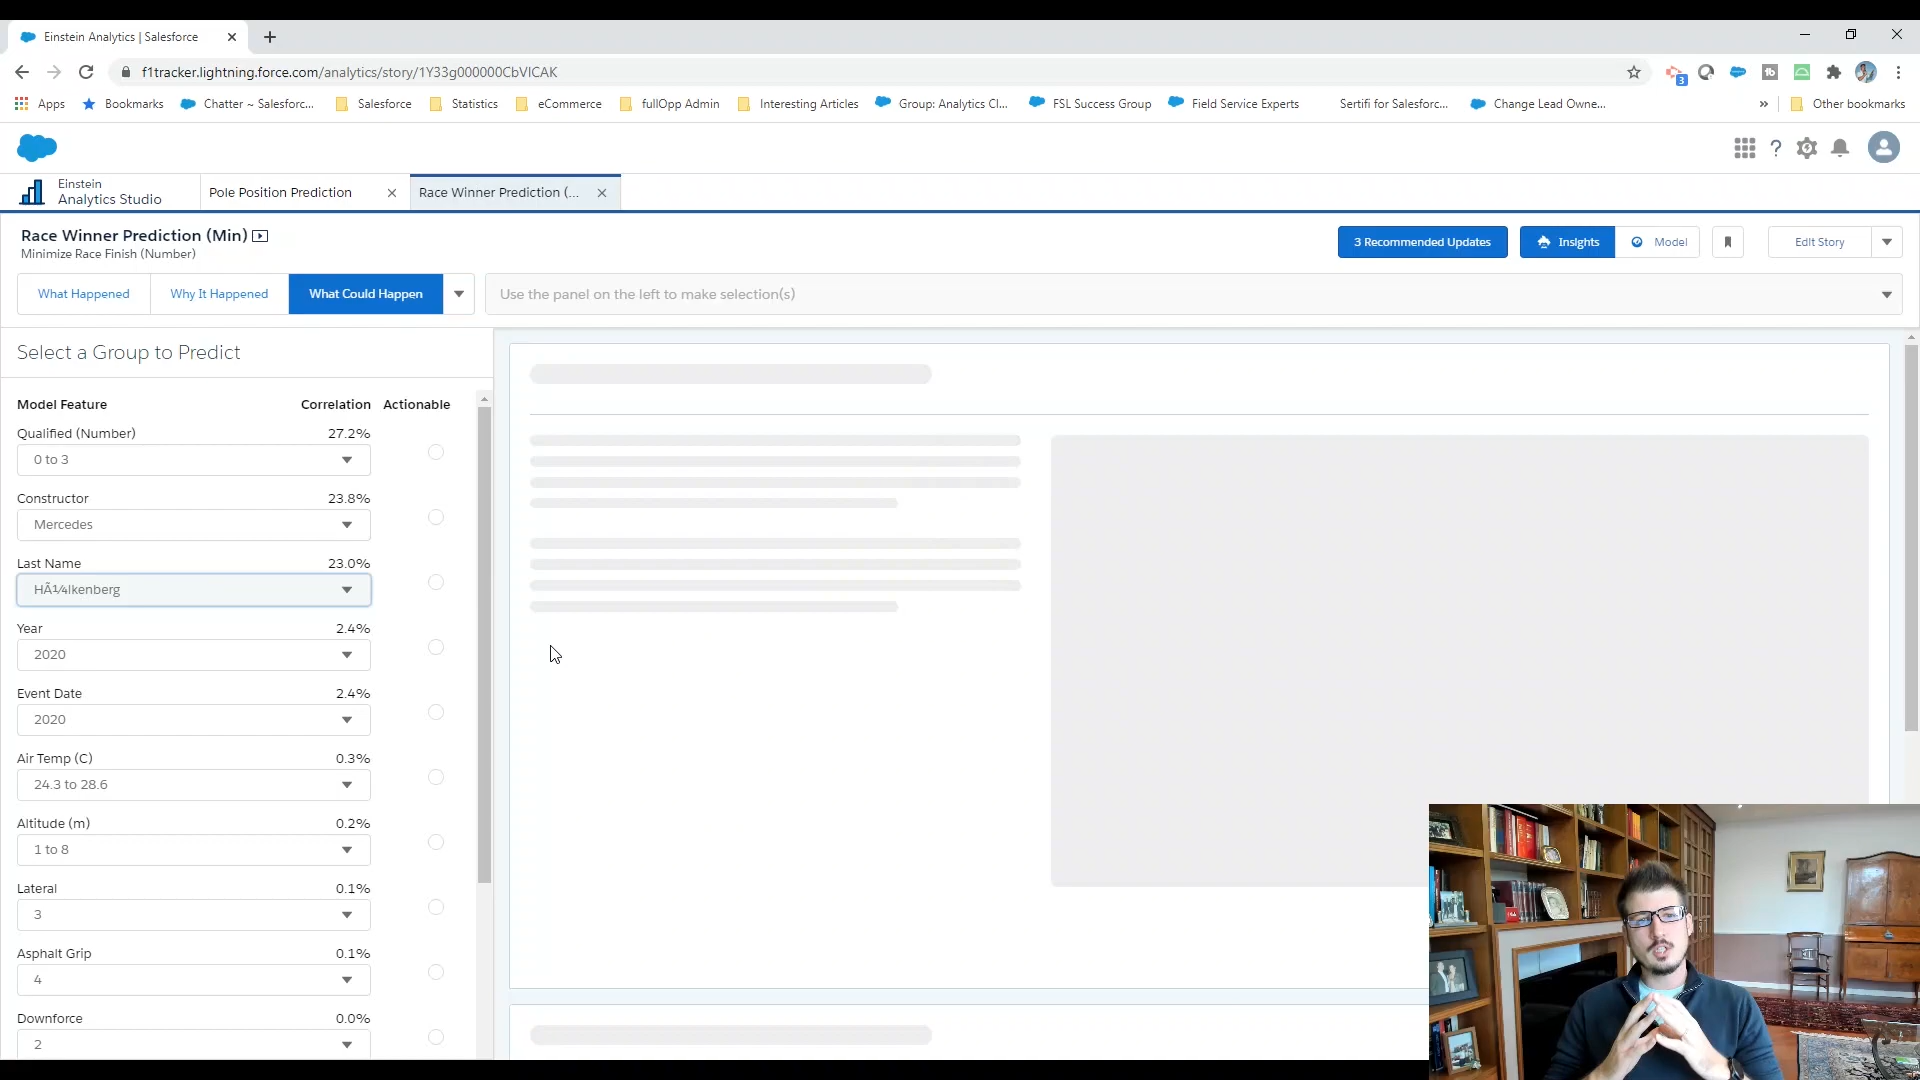 Einstein Analytics | Salesforce
f1tracker.lightning.force.com/analytics/story/1Y33g000000CbVlCAK
3
Apps
Bookmarks
Chatter ~ Salesforc...
Salesforce
Statistics
eCommerce
fullOpp Admin
Interesting Articles
Group: Analytics Cl...
FSL Success Group
Field Service Experts
Sertifi for Salesforc...
Change Lead Owne...
»
Other bookmarks
Einstein
Analytics Studio
Pole Position Prediction
Race Winner Prediction (...
Race Winner Prediction (Min)
Minimize Race Finish (Number)
3 Recommended Updates
Insights
Model
Edit Story
What Happened
Why It Happened
What Could Happen
Use the panel on the left to make selection(s)
Select a Group to Predict
Model Feature Correlation Actionable
Qualified (Number) 27.2%
0 to 3
Constructor 23.8%
Mercedes
Last Name 23.0%
HÃ¼lkenberg
Year 2.4%
2020
Event Date 2.4%
2020
Air Temp (C) 0.3%
24.3 to 28.6
Altitude (m) 0.2%
1 to 8
Lateral 0.1%
3
Asphalt Grip 0.1%
4
Downforce 0.0%
2